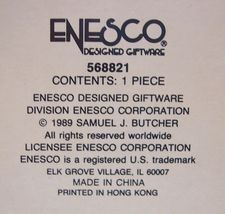 ENESCO®
DESIGNED GIFTWARE
568821
CONTENTS: 1 PIECE
ENESCO DESIGNED GIFTWARE
DIVISION ENESCO CORPORATION
© 1989 SAMUEL J. BUTCHER
All rights reserved worldwide
LICENSEE ENESCO CORPORATION
ENESCO is a registered U.S. trademark
ELK GROVE VILLAGE, IL 60007
MADE IN CHINA
PRINTED IN HONG KONG